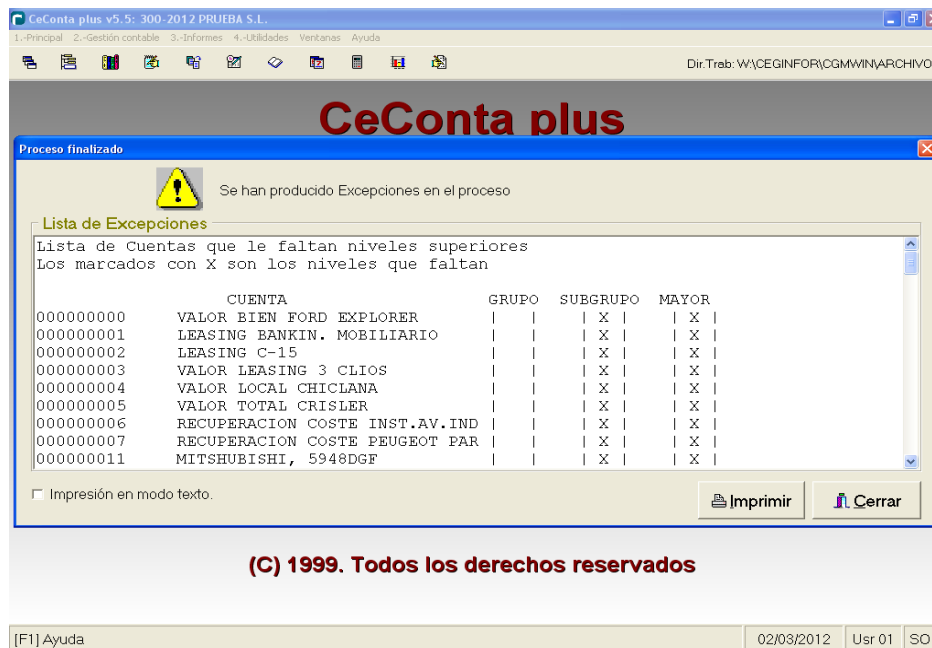 CeConta plus v5.5: 300-2012 PRUEBA S.L.
1.-Principal 2.-Gestión contable 3.-Informes 4.-Utilidades Ventanas Ayuda
Dir.Trab: W:\CEGINFOR\CGMWIN\ARCHIVO
CeConta plus
Proceso finalizado
Se han producido Excepciones en el proceso
Lista de Excepciones
Lista de Cuentas que le faltan niveles superiores
Los marcados con X son los niveles que faltan
CUENTA GRUPO SUBGRUPO MAYOR
000000000 VALOR BIEN FORD EXPLORER | | | X | | X |
000000001 LEASING BANKIN. MOBILIARIO | | | X | | X |
000000002 LEASING C-15 | | | X | | X |
000000003 VALOR LEASING 3 CLIOS | | | X | | X |
000000004 VALOR LOCAL CHICLANA | | | X | | X |
000000005 VALOR TOTAL CRISLER | | | X | | X |
000000006 RECUPERACION COSTE INST.AV.IND | | | X | | X |
000000007 RECUPERACION COSTE PEUGEOT PAR | | | X | | X |
000000011 MITSHUBISHI, 5948DGF | | | X | | X |
Impresión en modo texto.
Imprimir
Cerrar
(C) 1999. Todos los derechos reservados
[F1] Ayuda 02/03/2012 Usr 01 SO